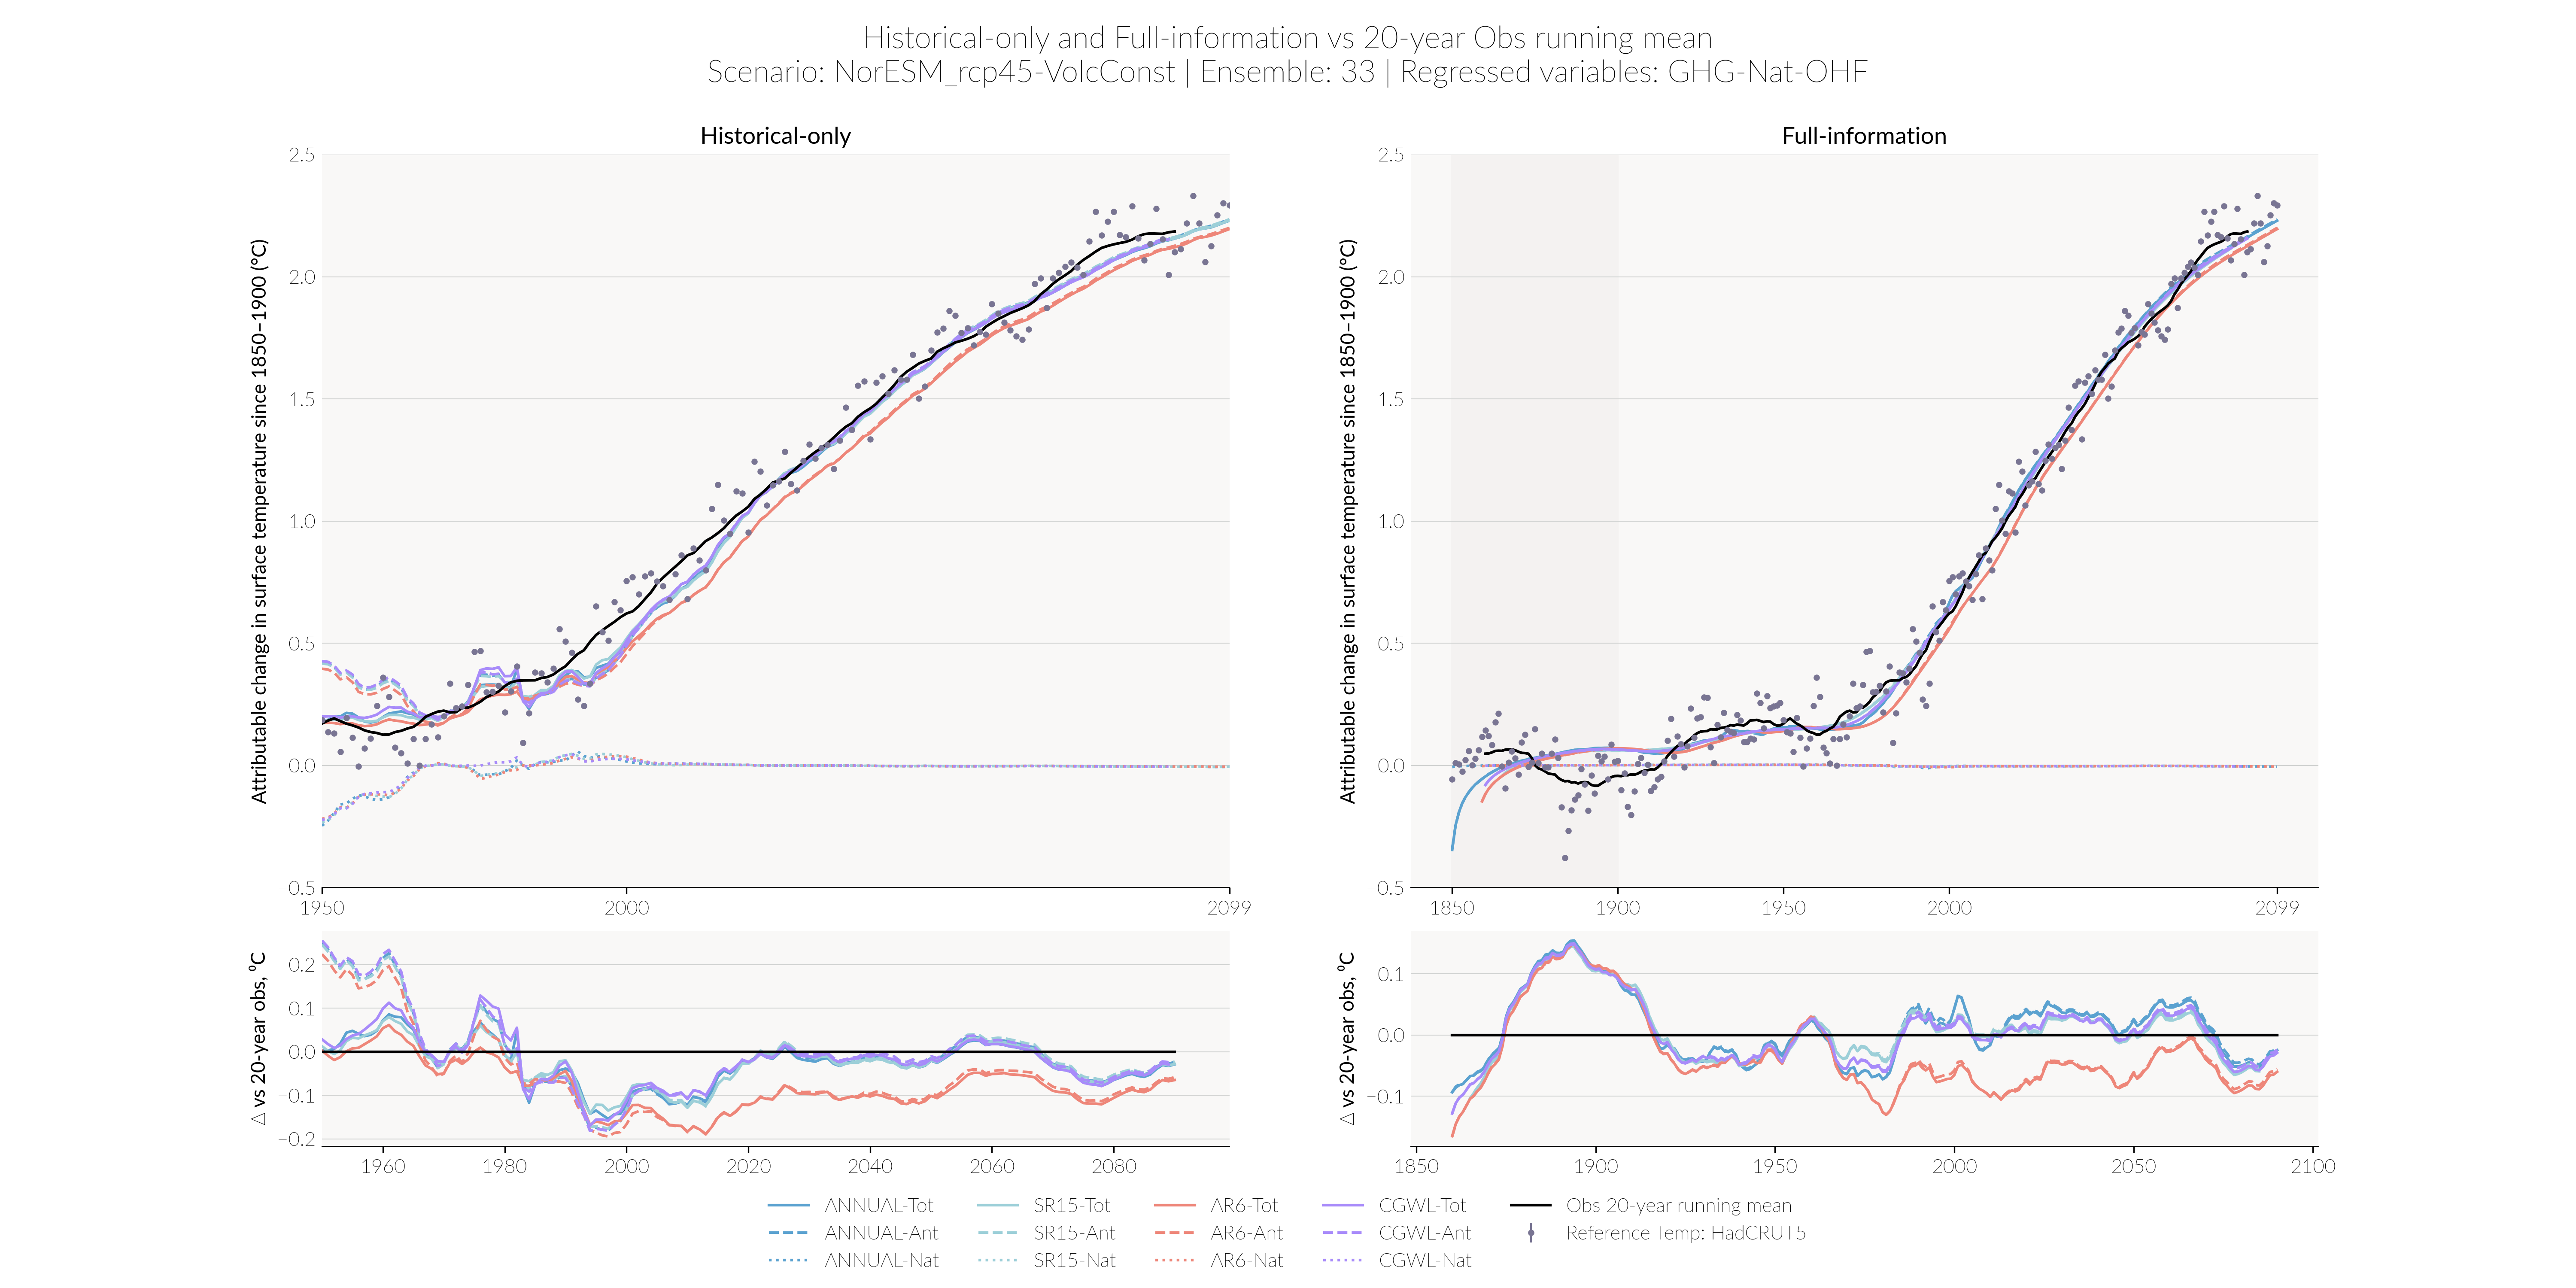 Historical-only and Full-information vs 20-year Obs running mean
Scenario: NorESM_rcp45-VolcConst | Ensemble: 33 | Regressed variables: GHG-Nat-OHF
Historical-only
Attributable change in surface temperature since 1850–1900 (°C)
2.5
2.0
1.5
1.0
0.5
0.0
−0.5
1950 2000 2099
Full-information
Attributable change in surface temperature since 1850–1900 (°C)
2.5
2.0
1.5
1.0
0.5
0.0
−0.5
1850 1900 1950 2000 2099
△ vs 20-year obs, ⁰C
0.2
0.1
0.0
−0.1
−0.2
1960 1980 2000 2020 2040 2060 2080
△ vs 20-year obs, ⁰C
0.1
0.0
−0.1
1850 1900 1950 2000 2050 2100
ANNUAL-Tot SR15-Tot AR6-Tot CGWL-Tot Obs 20-year running mean
ANNUAL-Ant SR15-Ant AR6-Ant CGWL-Ant Reference Temp: HadCRUT5
ANNUAL-Nat SR15-Nat AR6-Nat CGWL-Nat